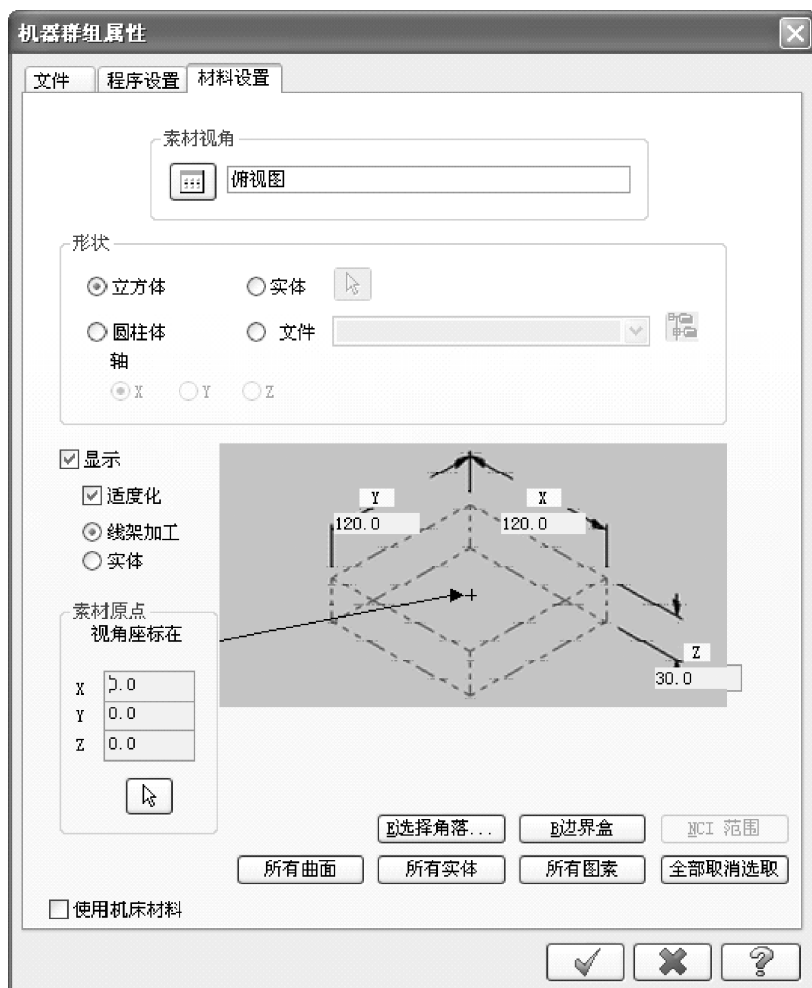 机器群组属性
文件 程序设置 材料设置
素材视角
俯视图
形状
立方体 实体
圆柱体 文件
轴
X Y Z
显示
适度化
线架加工
实体
Y X
120.0 120.0
Z
30.0
素材原点
视角座标在
X 0.0
Y 0.0
Z 0.0
E选择角落... B边界盒 NCI 范围
所有曲面 所有实体 所有图素 全部取消选取
使用机床材料